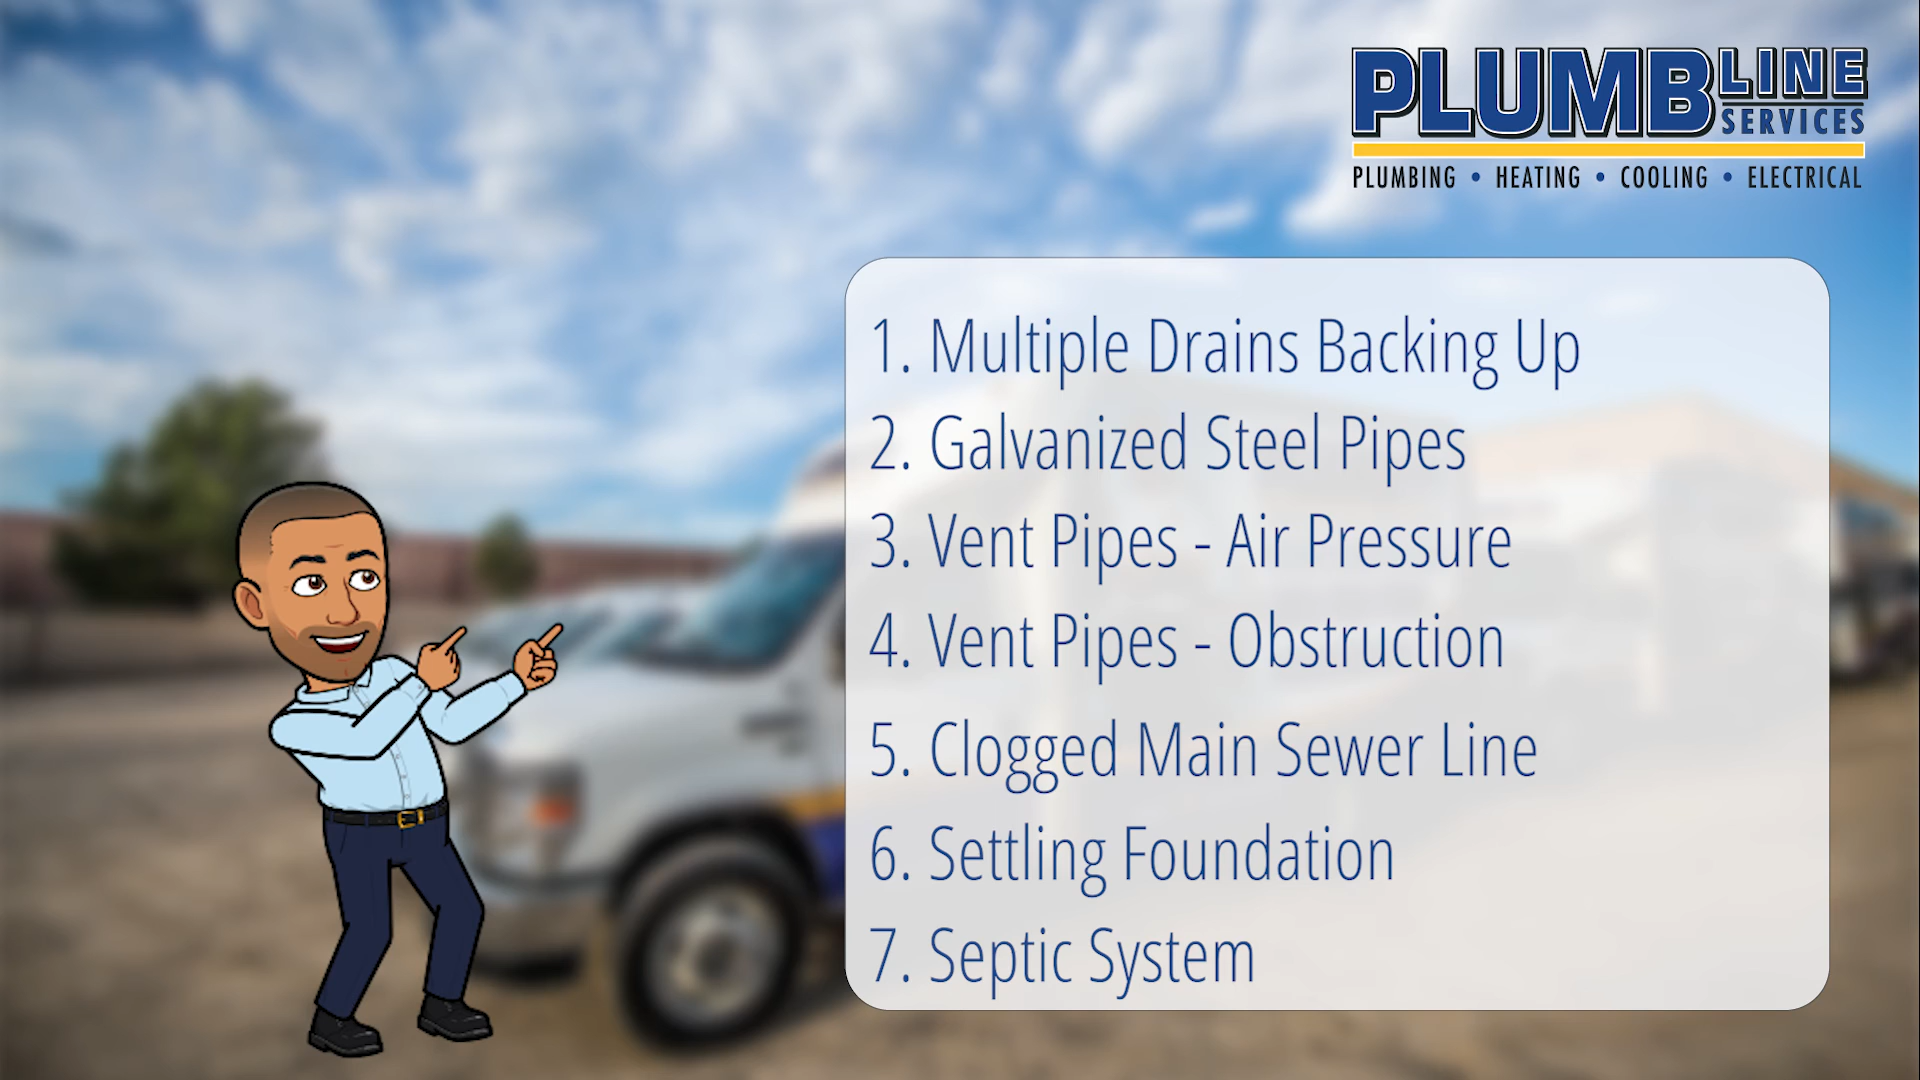 PLUMB LINE
SERVICES
PLUMBING • HEATING • COOLING • ELECTRICAL
1. Multiple Drains Backing Up
2. Galvanized Steel Pipes
3. Vent Pipes - Air Pressure
4. Vent Pipes - Obstruction
5. Clogged Main Sewer Line
6. Settling Foundation
7. Septic System